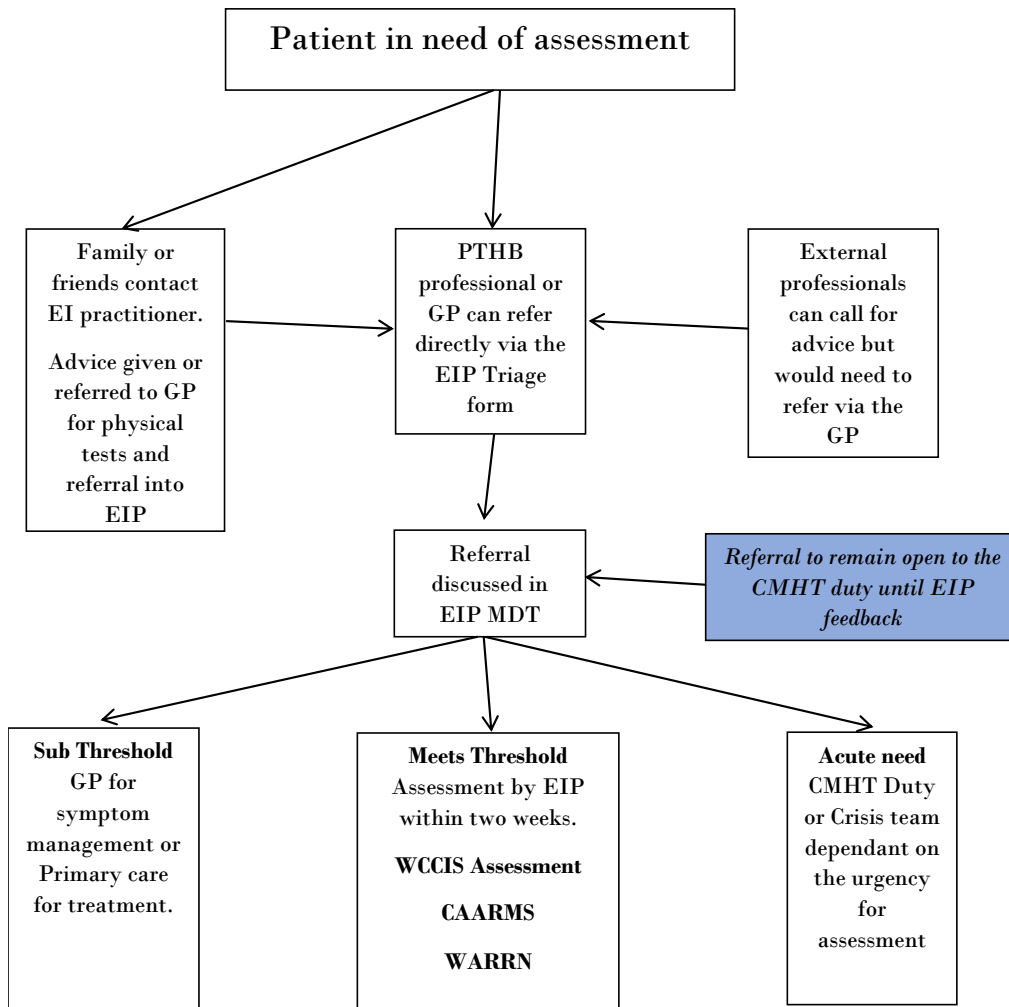 Patient in need of assessment
Family or
friends contact
EI practitioner.
Advice given or
referred to GP
for physical
tests and
referral into
EIP
PTHB
professional or
GP can refer
directly via the
EIP Triage
form
External
professionals
can call for
advice but
would need to
refer via the
GP
Referral
discussed in
EIP MDT
Referral to remain open to the
CMHT duty until EIP
feedback
Sub Threshold
GP for
symptom
management or
Primary care
for treatment.
Meets Threshold
Assessment by EIP
within two weeks.
WCCIS Assessment
CAARMS
WARRN
Acute need
CMHT Duty
or Crisis team
dependant on
the urgency
for
assessment